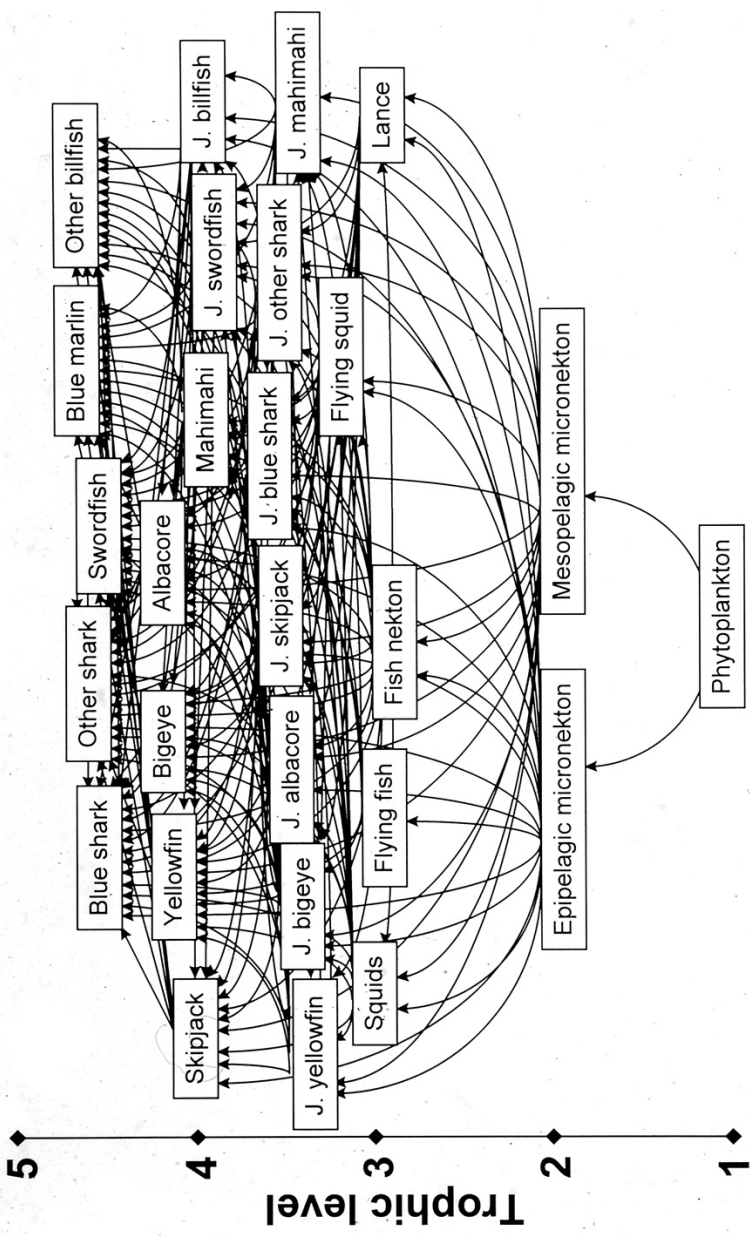 Trophic level
5
4
3
2
1
Blue shark
Other shark
Swordfish
Blue marlin
Other billfish
Skipjack
Yellowfin
Bigeye
Albacore
Mahimahi
J. swordfish
J. billfish
J. yellowfin
J. bigeye
J. albacore
J. skipjack
J. blue shark
J. other shark
J. mahimahi
Squids
Flying fish
Fish nekton
Flying squid
Lance
Epipelagic micronekton
Mesopelagic micronekton
Phytoplankton